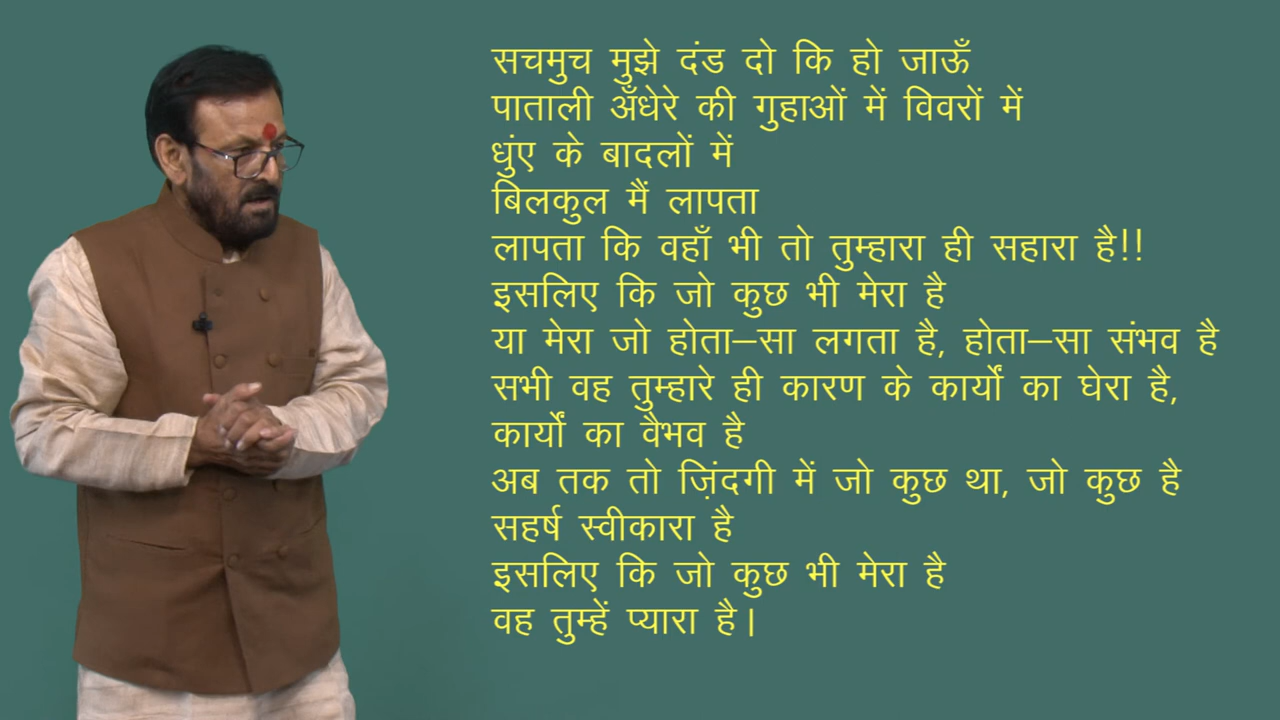 सचमुच मुझे दंड दो कि हो जाऊँ
पाताली अँधेरे की गुहाओं में विवरों में
धुंए के बादलों में
बिलकुल मैं लापता
लापता कि वहाँ भी तो तुम्हारा ही सहारा है!!
इसलिए कि जो कुछ भी मेरा है
या मेरा जो होता–सा लगता है, होता–सा संभव है
सभी वह तुम्हारे ही कारण के कार्यों का घेरा है,
कार्यों का वैभव है
अब तक तो ज़िंदगी में जो कुछ था, जो कुछ है
सहर्ष स्वीकारा है
इसलिए कि जो कुछ भी मेरा है
वह तुम्हें प्यारा है।